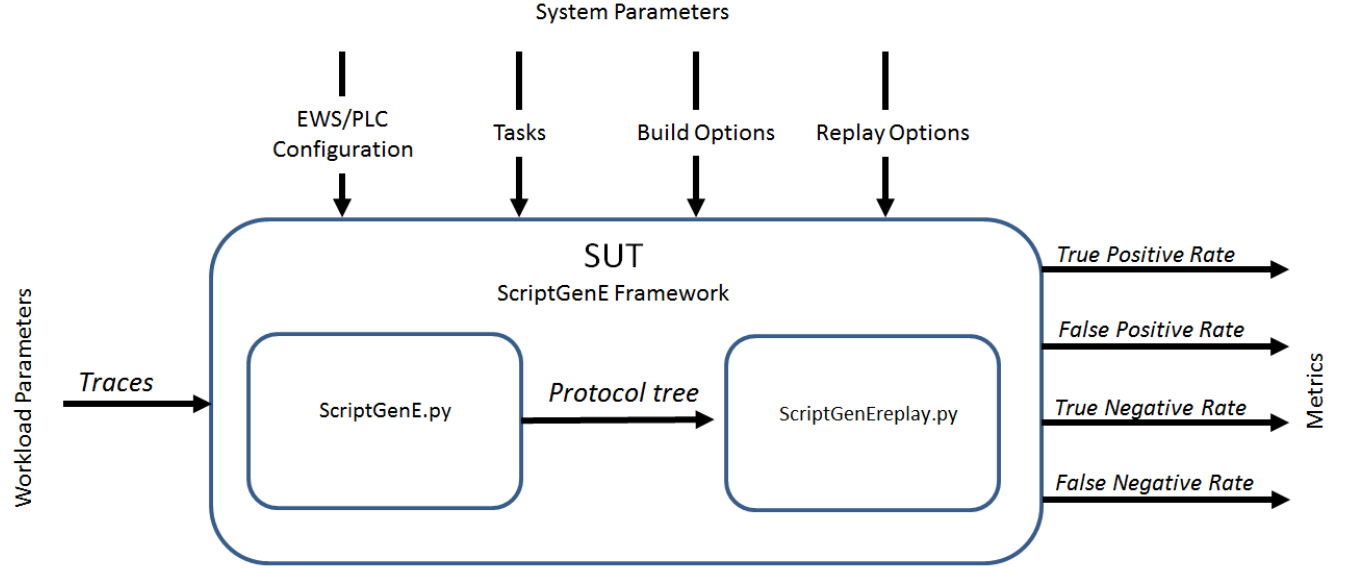 System Parameters
EWS/PLC
Configuration
Tasks
Build Options
Replay Options
SUT
ScriptGenE Framework
Workload Parameters
Traces
ScriptGenE.py
Protocol tree
ScriptGenEreplay.py
True Positive Rate
False Positive Rate
True Negative Rate
False Negative Rate
Metrics